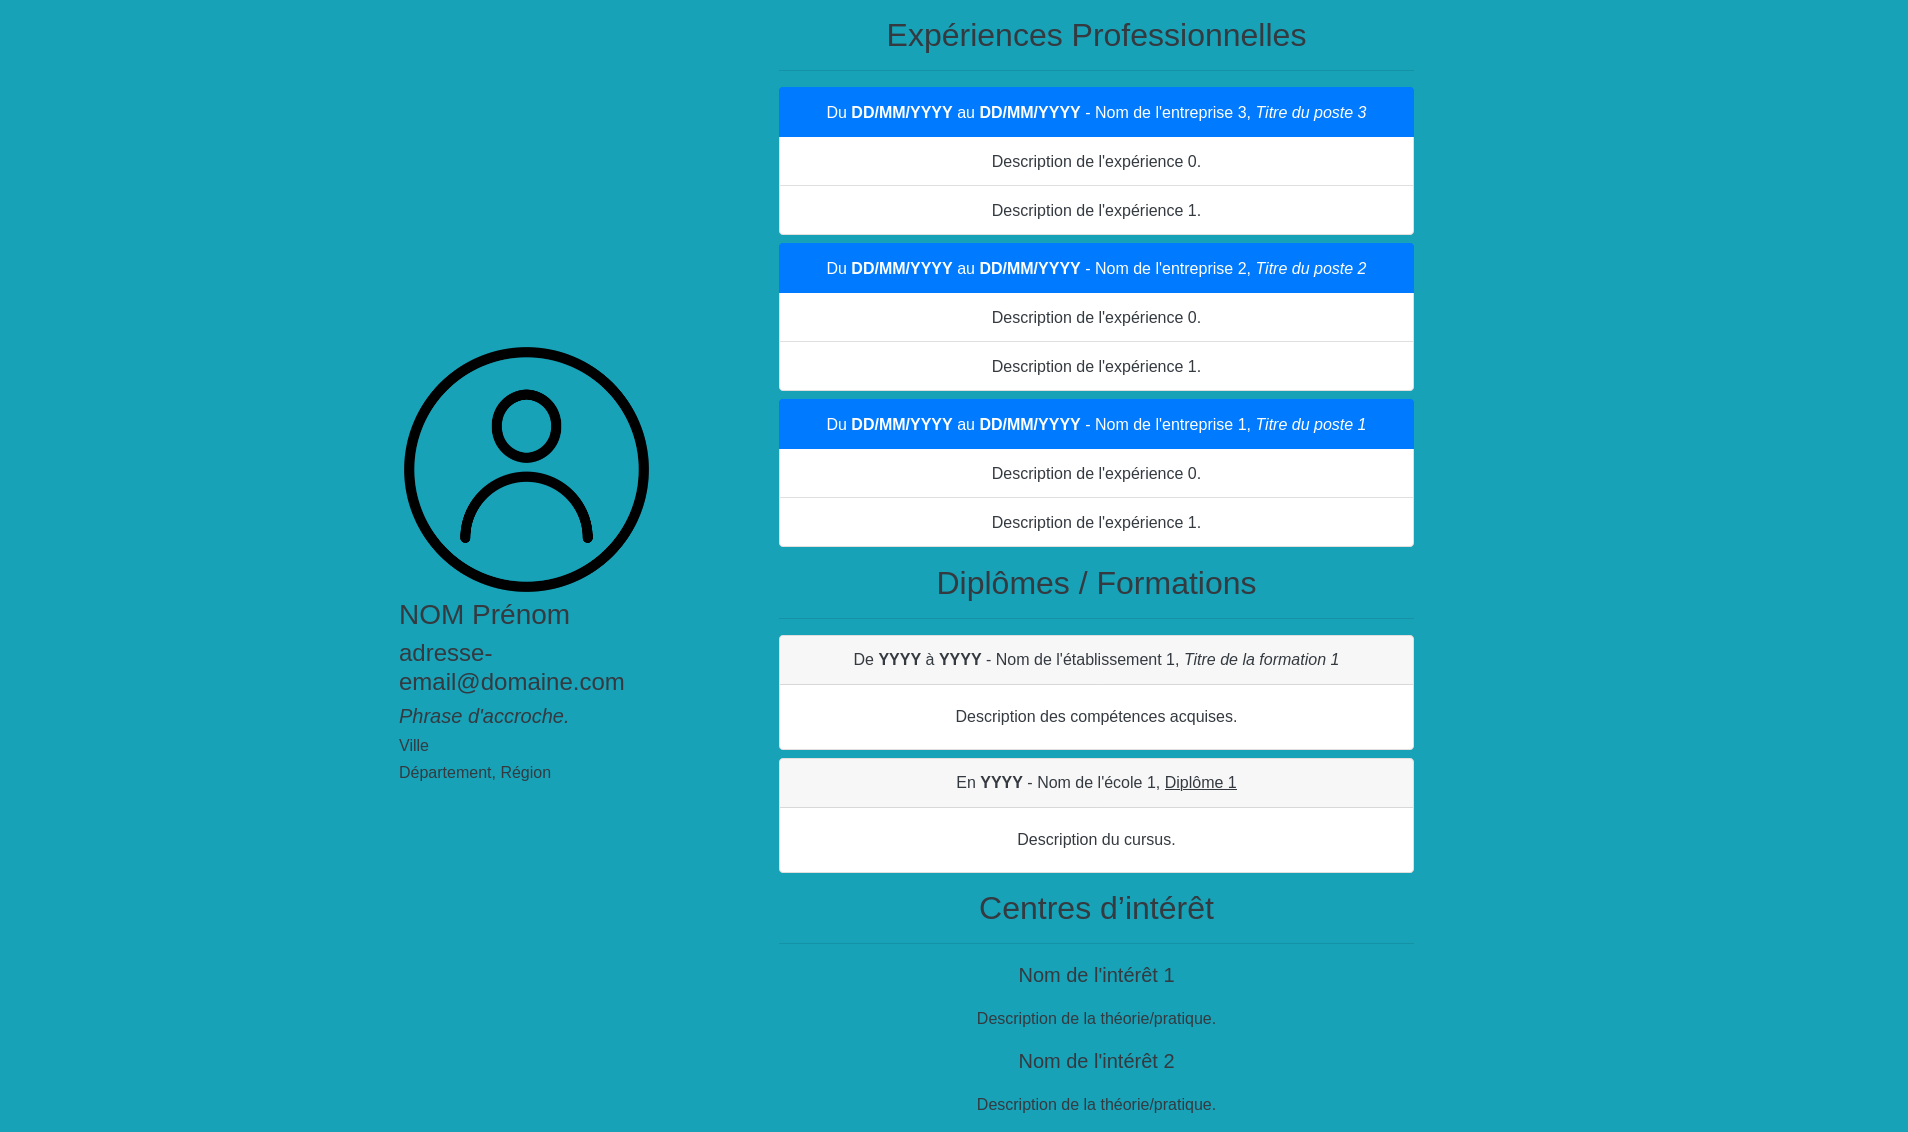 Expériences Professionnelles
Du DD/MM/YYYY au DD/MM/YYYY - Nom de l'entreprise 3, Titre du poste 3
Description de l'expérience 0.
Description de l'expérience 1.
Du DD/MM/YYYY au DD/MM/YYYY - Nom de l'entreprise 2, Titre du poste 2
Description de l'expérience 0.
Description de l'expérience 1.
Du DD/MM/YYYY au DD/MM/YYYY - Nom de l'entreprise 1, Titre du poste 1
Description de l'expérience 0.
Description de l'expérience 1.
NOM Prénom
adresse-
email@domaine.com
Phrase d'accroche.
Ville
Département, Région
Diplômes / Formations
De YYYY à YYYY - Nom de l'établissement 1, Titre de la formation 1
Description des compétences acquises.
En YYYY - Nom de l'école 1, Diplôme 1
Description du cursus.
Centres d’intérêt
Nom de l'intérêt 1
Description de la théorie/pratique.
Nom de l'intérêt 2
Description de la théorie/pratique.